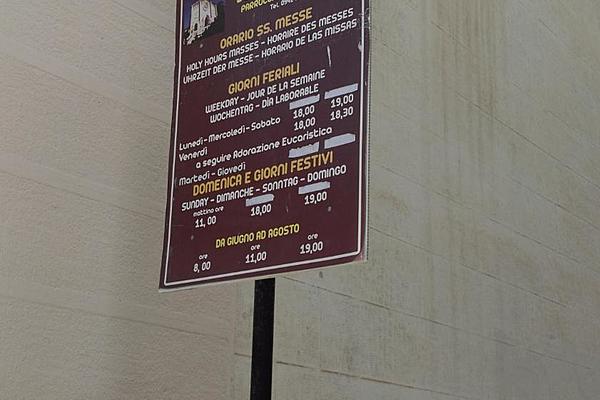 PARROC
Tel. 094
ORARIO SS. MESSE
HOLY HOURS MASSES - HORAIRE DES MESSES
UHRZEIT DER MESSE - HORARIO DE LAS MISSAS
GIORNI FERIALI
WEEKDAY - JOUR DE LA SEMAINE
WOCHENTAG - DÌA LABORABLE
Lunedì - Mercoledì - Sabato 18,00 19,00
Venerdì 18,00 18,30
a seguire Adorazione Eucaristica
Martedì - Giovedì
DOMENICA E GIORNI FESTIVI
SUNDAY - DIMANCHE - SONNTAG - DOMINGO
mattino ore
11,00 18,00 19,00
DA GIUGNO AD AGOSTO
ore ore ore
8,00 11,00 19,00